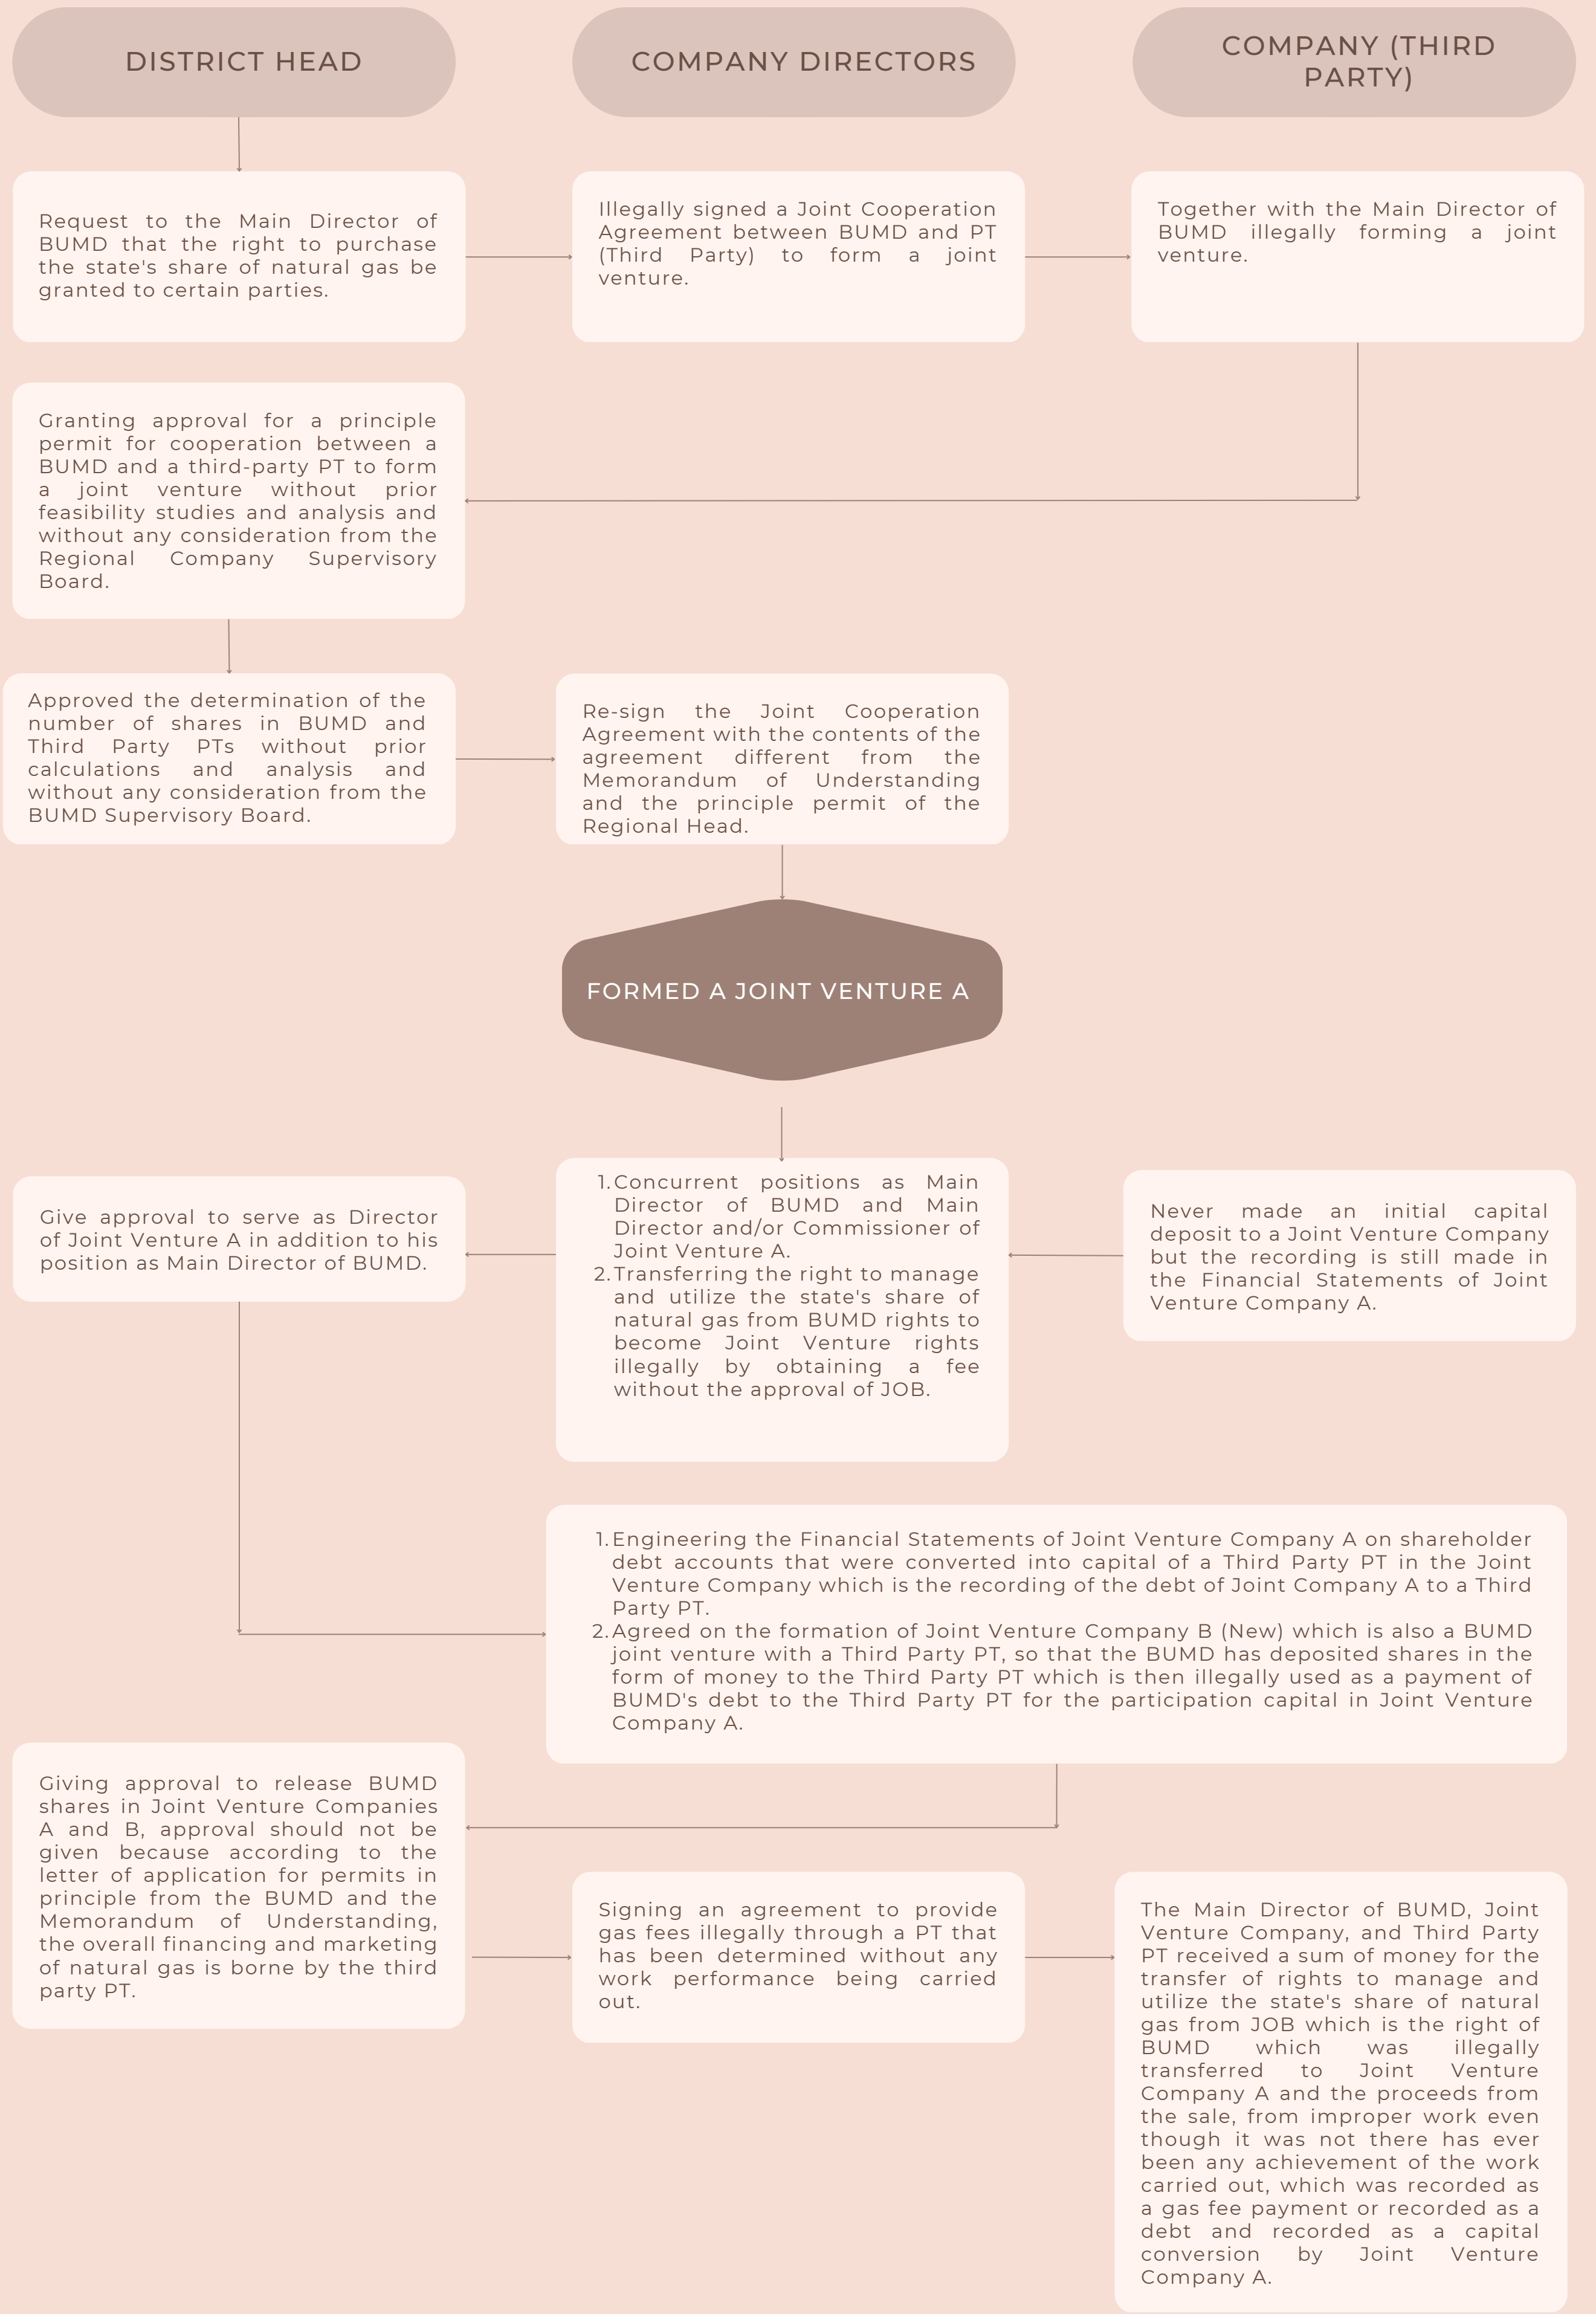 DISTRICT HEAD
COMPANY DIRECTORS
COMPANY (THIRD
PARTY)
Request to the Main Director of
BUMD that the right to purchase
the state's share of natural gas be
granted to certain parties.
Illegally signed a Joint Cooperation
Agreement between BUMD and PT
(Third Party) to form a joint
venture.
Together with the Main Director of
BUMD illegally forming a joint
venture.
Granting approval for a principle
permit for cooperation between a
BUMD and a third-party PT to form
a joint venture without prior
feasibility studies and analysis and
without any consideration from the
Regional Company Supervisory
Board.
Approved the determination of the
number of shares in BUMD and
Third Party PTs without prior
calculations and analysis and
without any consideration from the
BUMD Supervisory Board.
Re-sign the Joint Cooperation
Agreement with the contents of the
agreement different from the
Memorandum of Understanding
and the principle permit of the
Regional Head.
FORMED A JOINT VENTURE A
Give approval to serve as Director
of Joint Venture A in addition to his
position as Main Director of BUMD.
1. Concurrent positions as Main
Director of BUMD and Main
Director and/or Commissioner of
Joint Venture A.
2. Transferring the right to manage
and utilize the state's share of
natural gas from BUMD rights to
become Joint Venture rights
illegally by obtaining a fee
without the approval of JOB.
Never made an initial capital
deposit to a Joint Venture Company
but the recording is still made in
the Financial Statements of Joint
Venture Company A.
1. Engineering the Financial Statements of Joint Venture Company A on shareholder
debt accounts that were converted into capital of a Third Party PT in the Joint
Venture Company which is the recording of the debt of Joint Company A to a Third
Party PT.
2. Agreed on the formation of Joint Venture Company B (New) which is also a BUMD
joint venture with a Third Party PT, so that the BUMD has deposited shares in the
form of money to the Third Party PT which is then illegally used as a payment of
BUMD's debt to the Third Party PT for the participation capital in Joint Venture
Company A.
Giving approval to release BUMD
shares in Joint Venture Companies
A and B, approval should not be
given because according to the
letter of application for permits in
principle from the BUMD and the
Memorandum of Understanding,
the overall financing and marketing
of natural gas is borne by the third
party PT.
Signing an agreement to provide
gas fees illegally through a PT that
has been determined without any
work performance being carried
out.
The Main Director of BUMD, Joint
Venture Company, and Third Party
PT received a sum of money for the
transfer of rights to manage and
utilize the state's share of natural
gas from JOB which is the right of
BUMD which was illegally
transferred to Joint Venture
Company A and the proceeds from
the sale, from improper work even
though it was not there has ever
been any achievement of the work
carried out, which was recorded as
a gas fee payment or recorded as a
debt and recorded as a capital
conversion by Joint Venture
Company A.